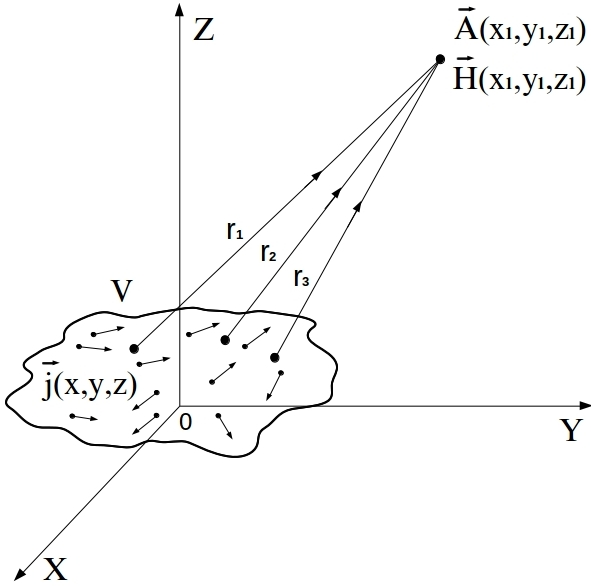 Z
A(x₁,y₁,z₁)
H(x₁,y₁,z₁)
r₁
r₂
r₃
V
j(x,y,z)
0
Y
X